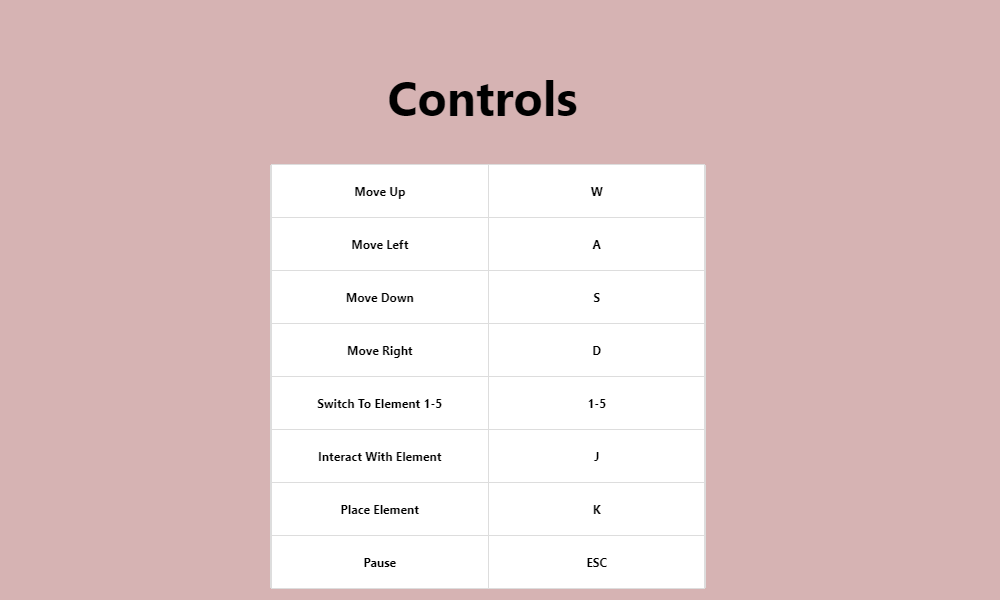 Controls
Move Up W
Move Left A
Move Down S
Move Right D
Switch To Element 1-5 1-5
Interact With Element J
Place Element K
Pause ESC